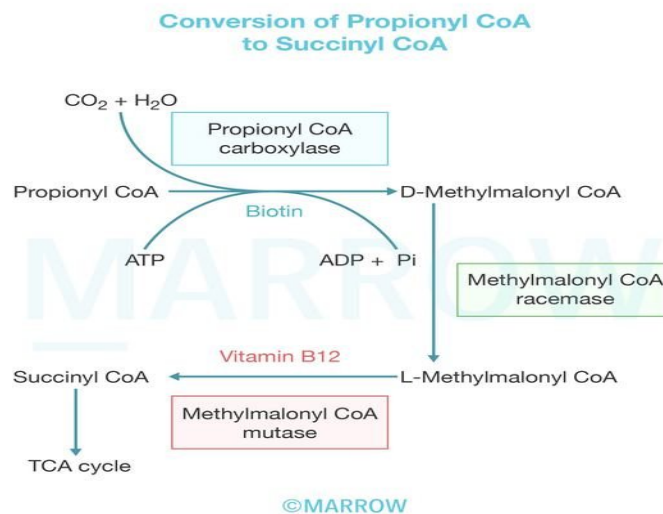 Conversion of Propionyl CoA
to Succinyl CoA
CO₂ + H₂O
Propionyl CoA
carboxylase
Propionyl CoA
D-Methylmalonyl CoA
Biotin
ATP
ADP + Pi
MARROW
Methylmalonyl CoA
racemase
Vitamin B12
Succinyl CoA
L-Methylmalonyl CoA
Methylmalonyl CoA
mutase
TCA cycle
©MARROW